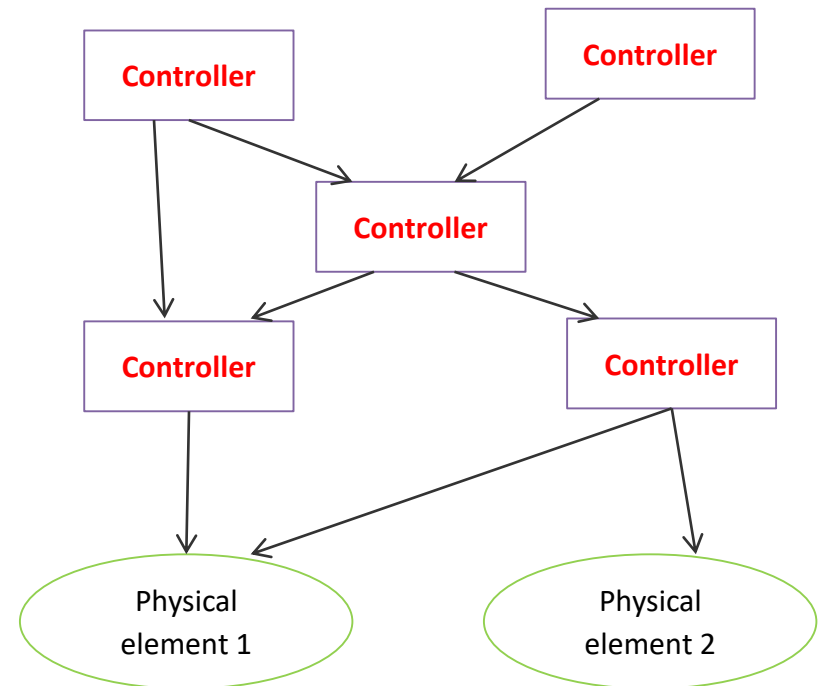 Controller
Controller
Controller
Controller
Controller
Physical
element 1
Physical
element 2